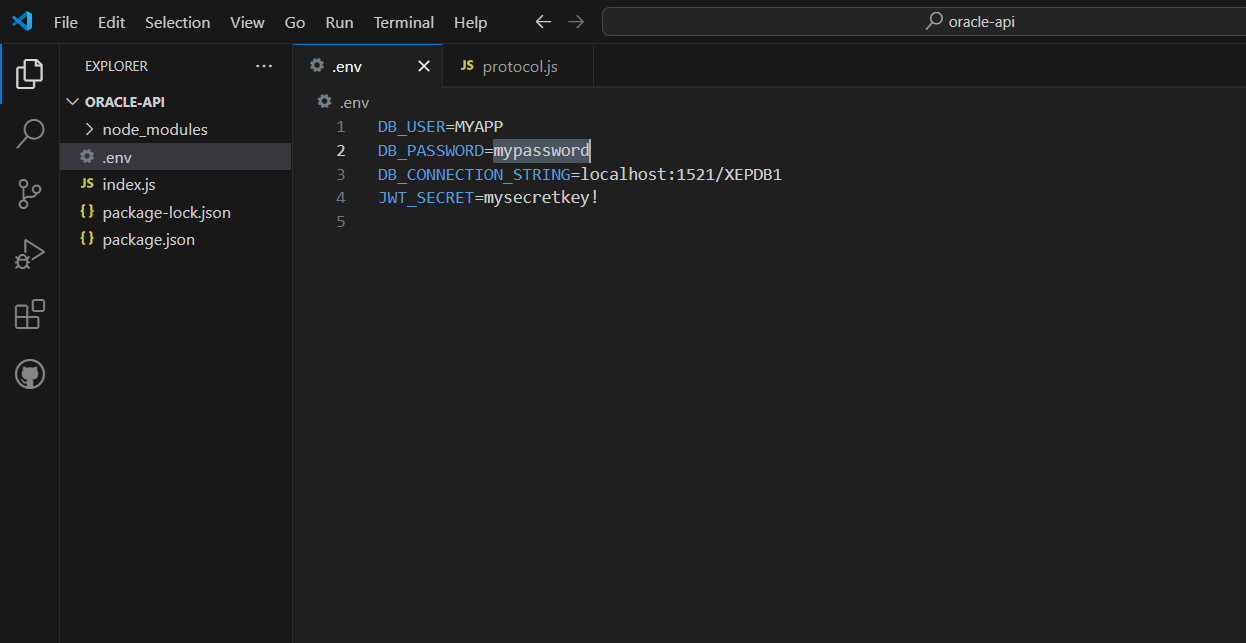 File Edit Selection View Go Run Terminal Help oracle-api
EXPLORER
ORACLE-API
node_modules
.env
JS index.js
{} package-lock.json
{} package.json
.env
JS protocol.js
.env
1 DB_USER=MYAPP
2 DB_PASSWORD=mypassword
3 DB_CONNECTION_STRING=localhost:1521/XEPDB1
4 JWT_SECRET=mysecretkey!
5